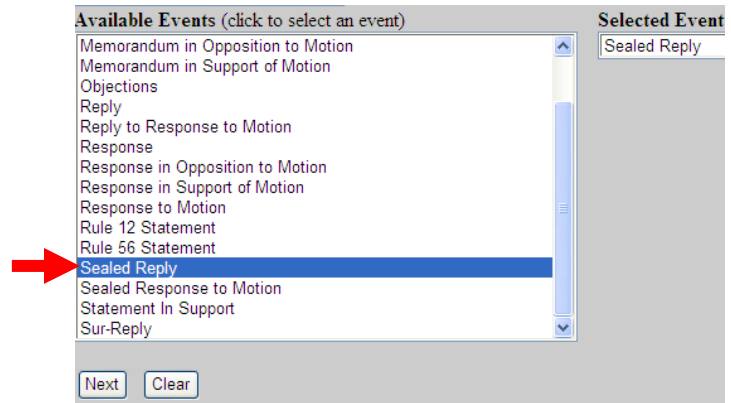 Available Events (click to select an event)
Selected Event
Memorandum in Opposition to Motion
Memorandum in Support of Motion
Objections
Reply
Reply to Response to Motion
Response
Response in Opposition to Motion
Response in Support of Motion
Response to Motion
Rule 12 Statement
Rule 56 Statement
Sealed Reply
Sealed Response to Motion
Statement In Support
Sur-Reply
Sealed Reply
Next
Clear